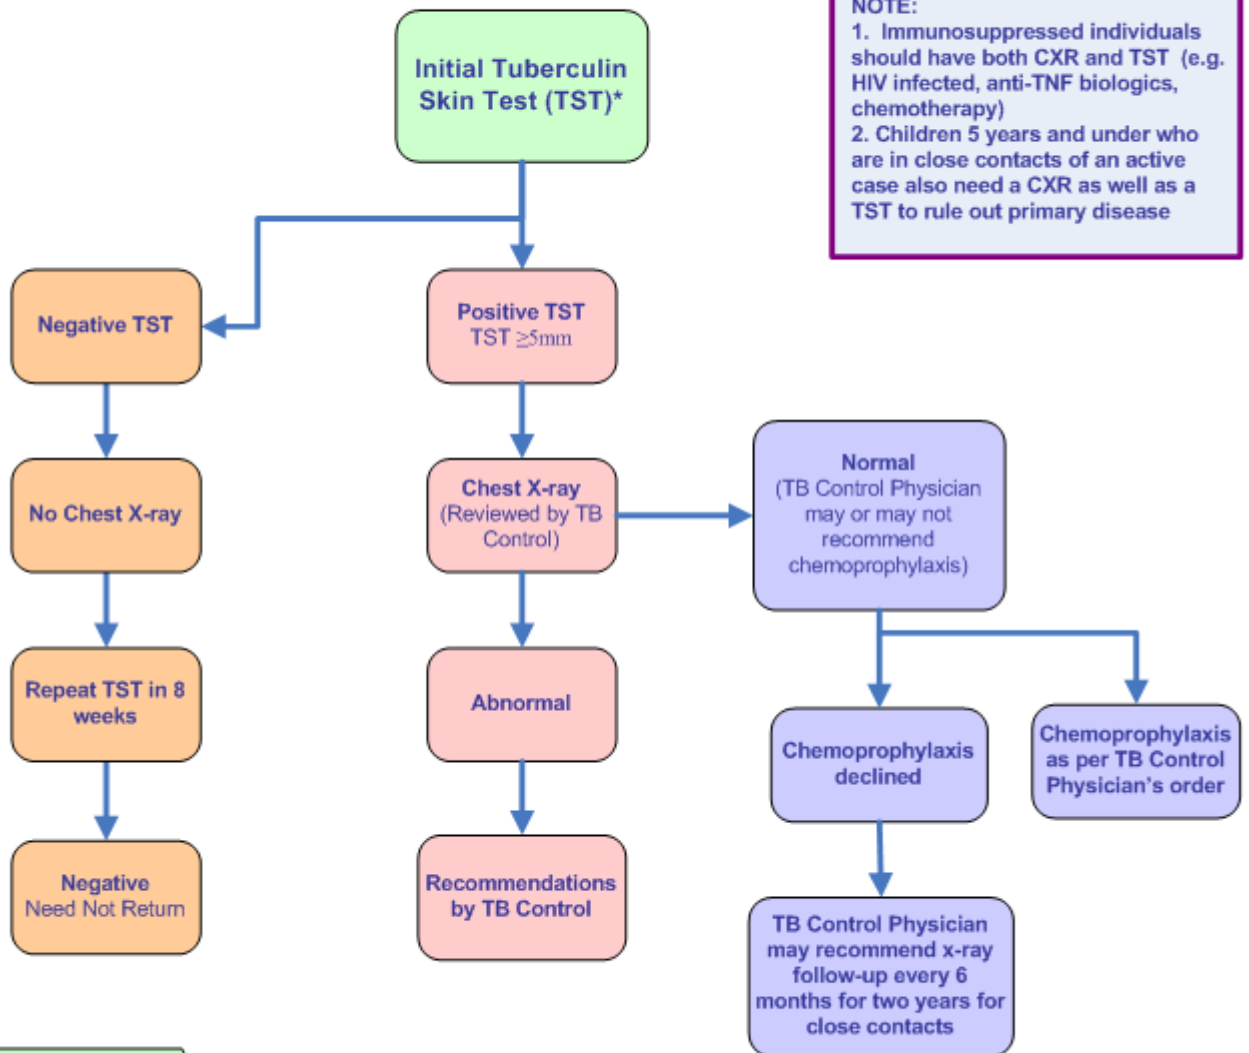 Initial Tuberculin
Skin Test (TST)*
NOTE:
1. Immunosuppressed individuals
should have both CXR and TST (e.g.
HIV infected, anti-TNF biologics,
chemotherapy)
2. Children 5 years and under who
are in close contacts of an active
case also need a CXR as well as a
TST to rule out primary disease
Negative TST
Positive TST
TST ≥5mm
No Chest X-ray
Chest X-ray
(Reviewed by TB
Control)
Normal
(TB Control Physician
may or may not
recommend
chemoprophylaxis)
Repeat TST in 8
weeks
Abnormal
Chemoprophylaxis
declined
Chemoprophylaxis
as per TB Control
Physician's order
Negative
Need Not Return
Recommendations
by TB Control
TB Control Physician
may recommend x-ray
follow-up every 6
months for two years for
close contacts